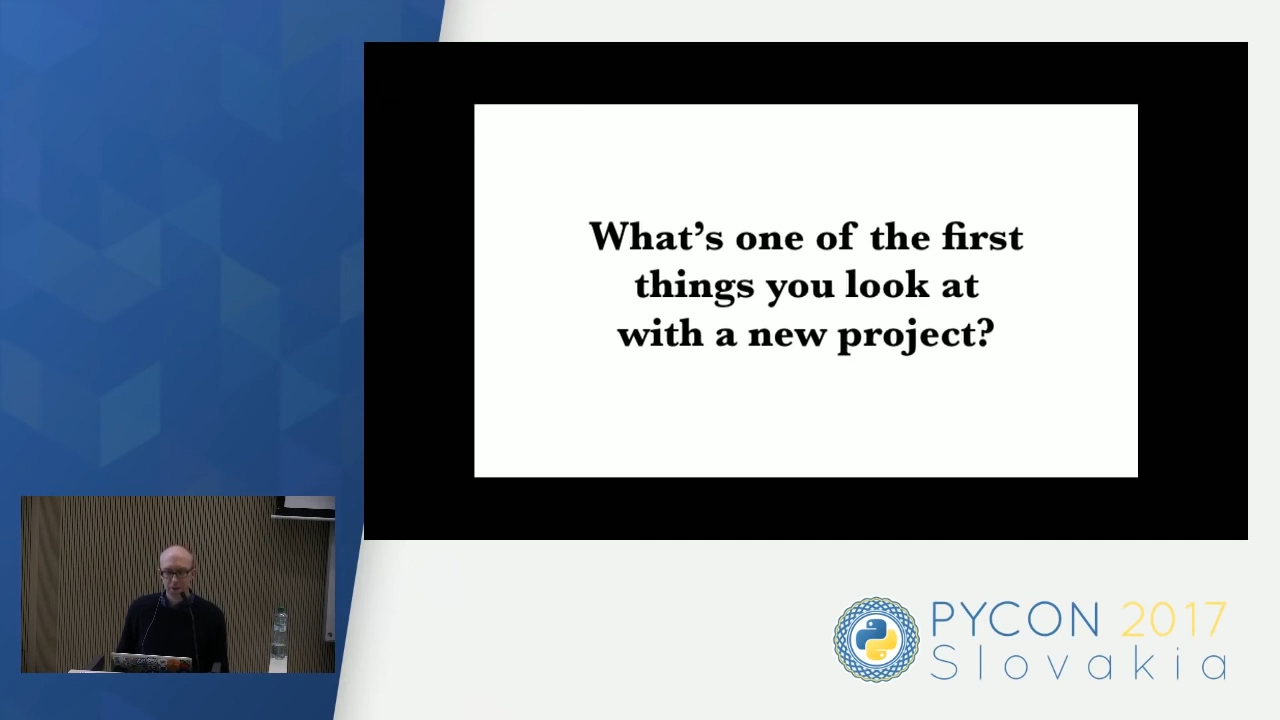 What's one of the first
things you look at
with a new project?
PYCON 2017
Slovakia